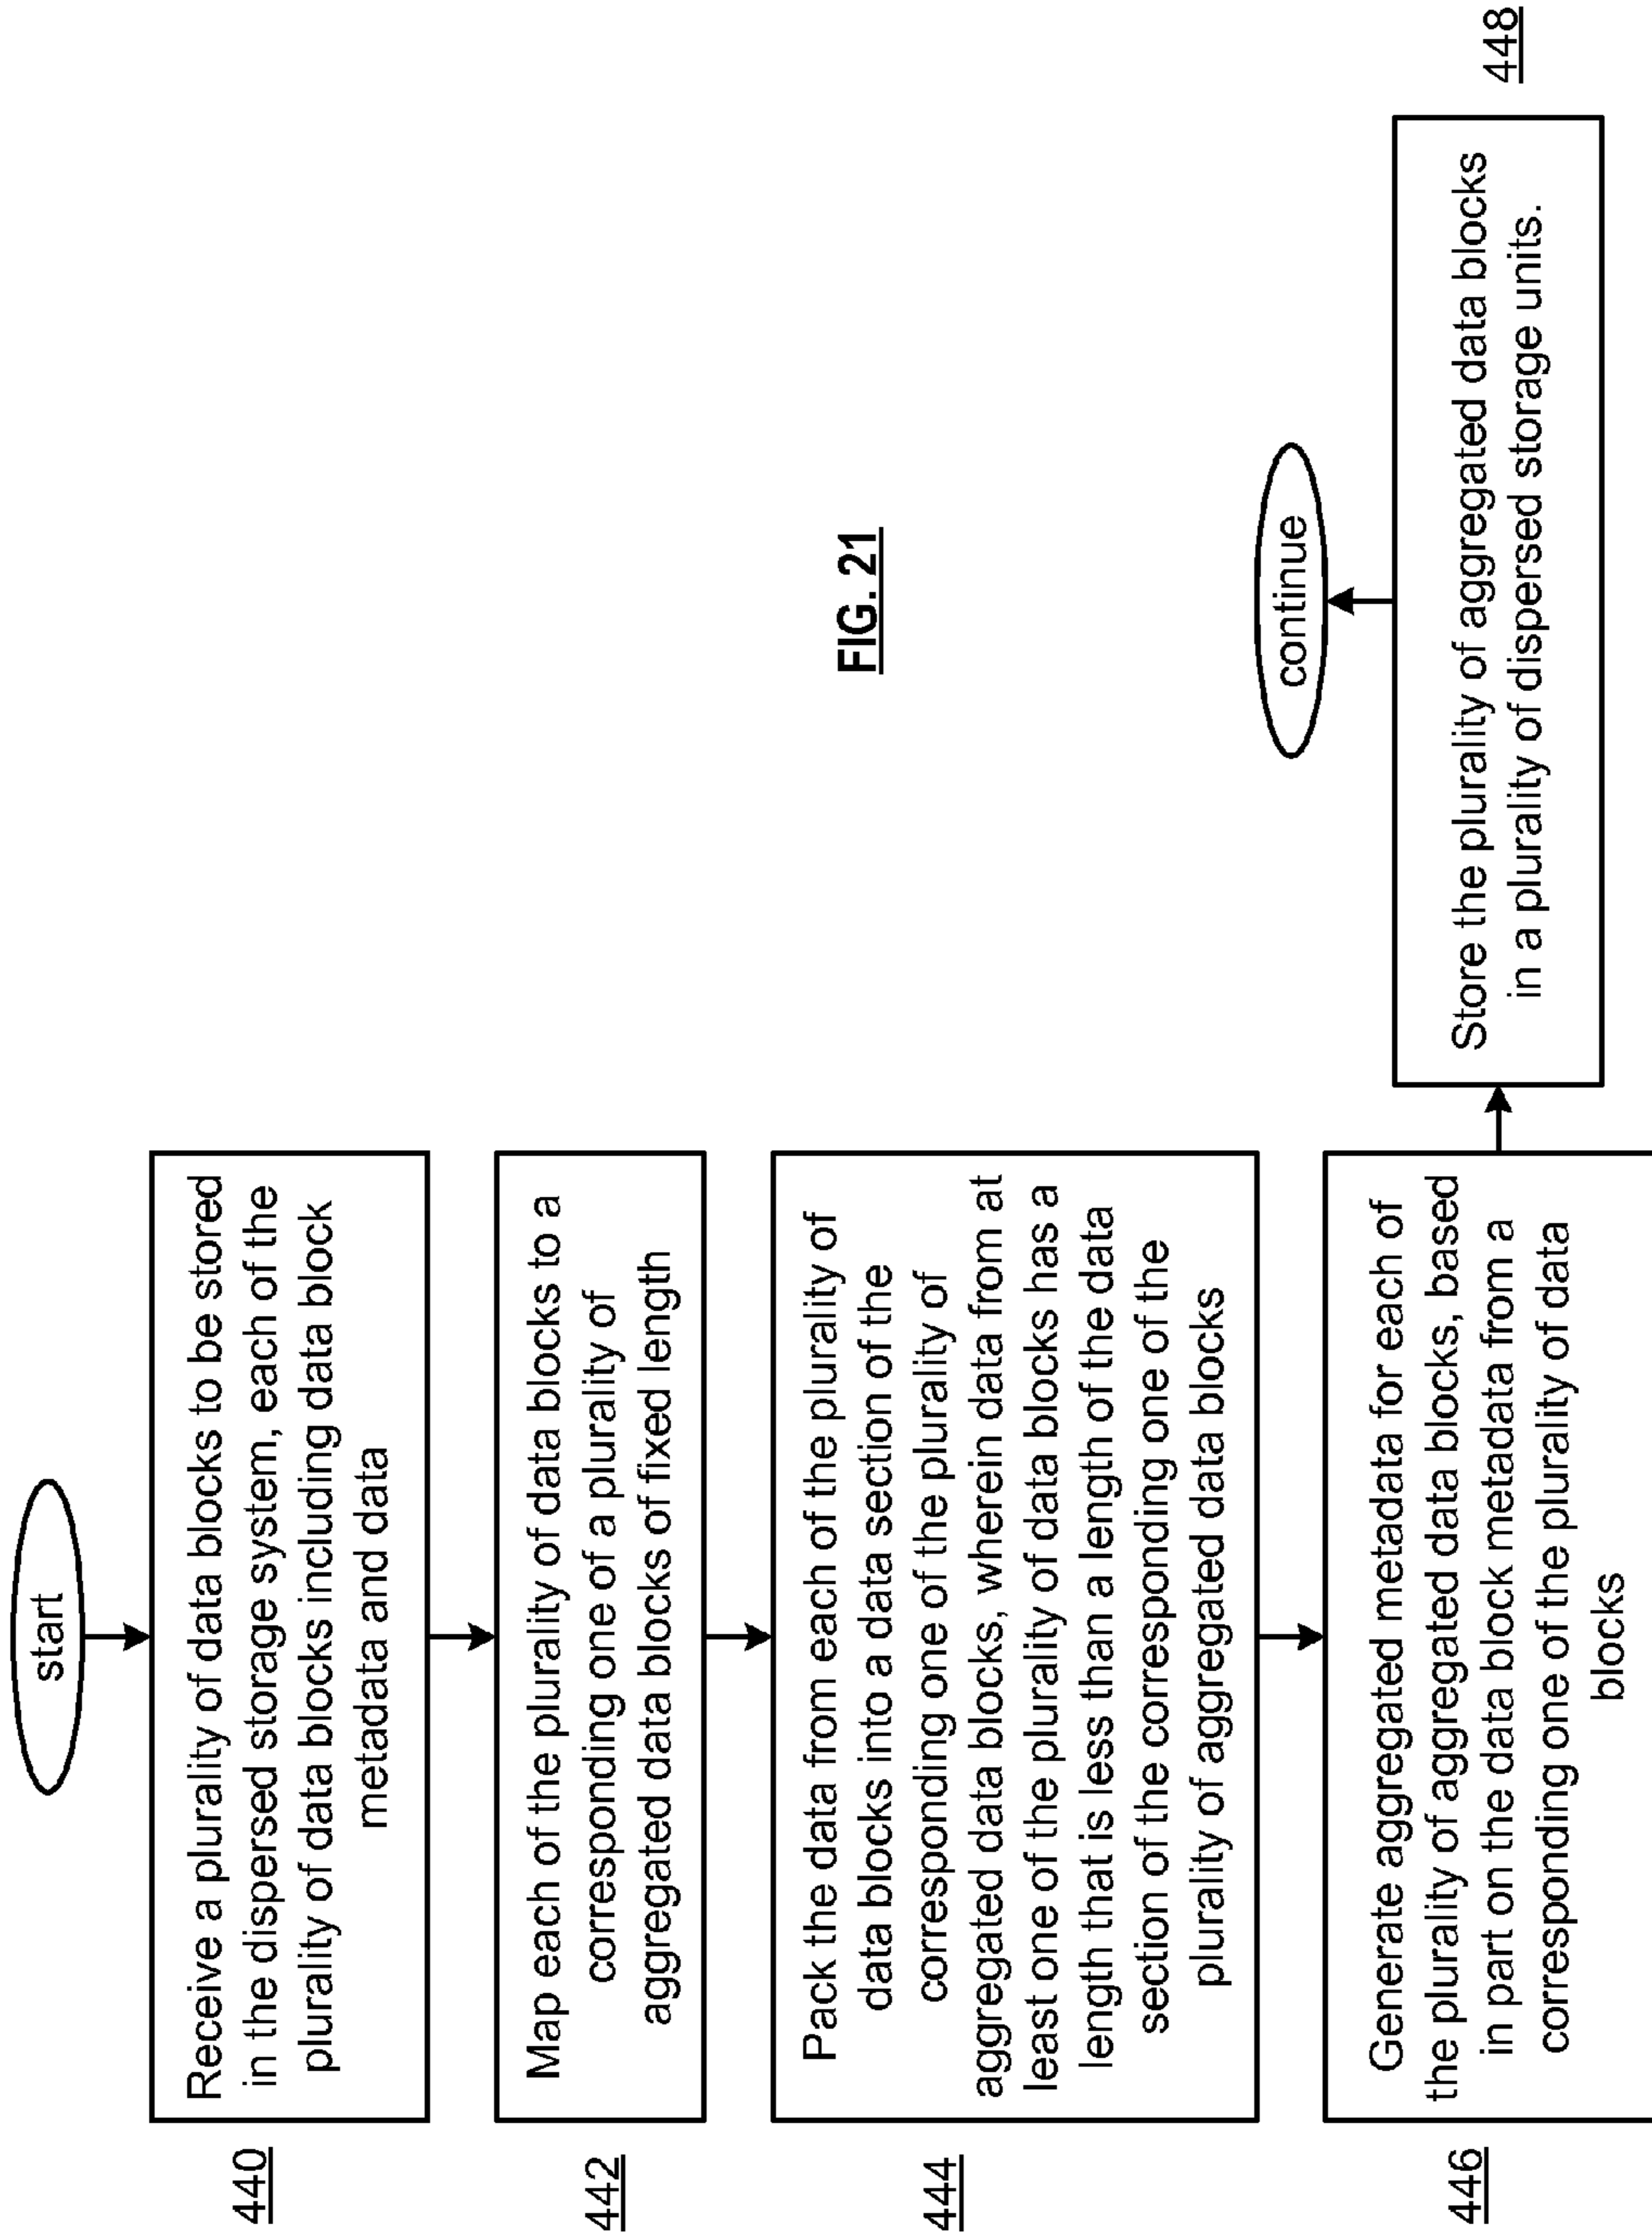 start
440
Receive a plurality of data blocks to be stored
in the dispersed storage system, each of the
plurality of data blocks including data block
metadata and data
442
Map each of the plurality of data blocks to a
corresponding one of a plurality of
aggregated data blocks of fixed length
444
Pack the data from each of the plurality of
data blocks into a data section of the
corresponding one of the plurality of
aggregated data blocks, wherein data from at
least one of the plurality of data blocks has a
length that is less than a length of the data
section of the corresponding one of the
plurality of aggregated data blocks
446
Generate aggregated metadata for each of
the plurality of aggregated data blocks, based
in part on the data block metadata from a
corresponding one of the plurality of data
blocks
448
Store the plurality of aggregated data blocks
in a plurality of dispersed storage units.
continue
FIG. 21